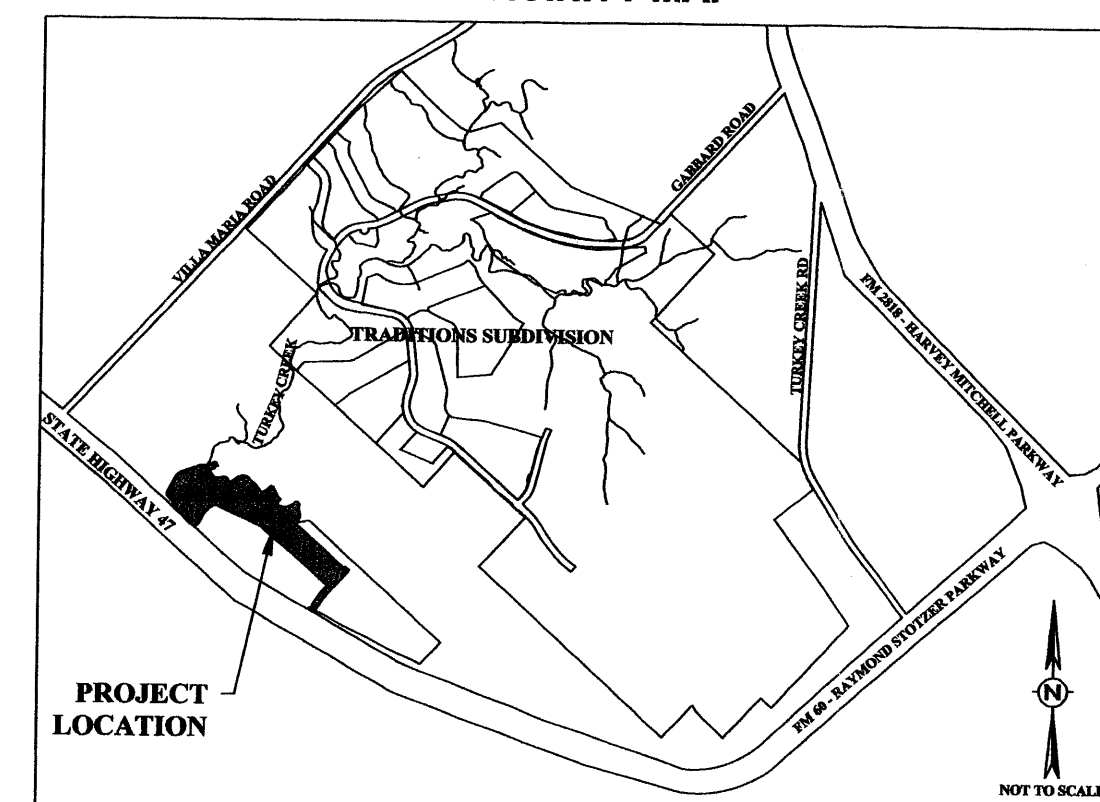 GABBARD ROAD
VILLA MARIA ROAD
TURKEY CREEK RD
FM 2818 - HARVEY MITCHELL PARKWAY
TRADITIONS SUBDIVISION
TURKEY CREEK
STATE HIGHWAY 47
FM 60 - RAYMOND STOTZER PARKWAY
PROJECT
LOCATION
N
NOT TO SCALE